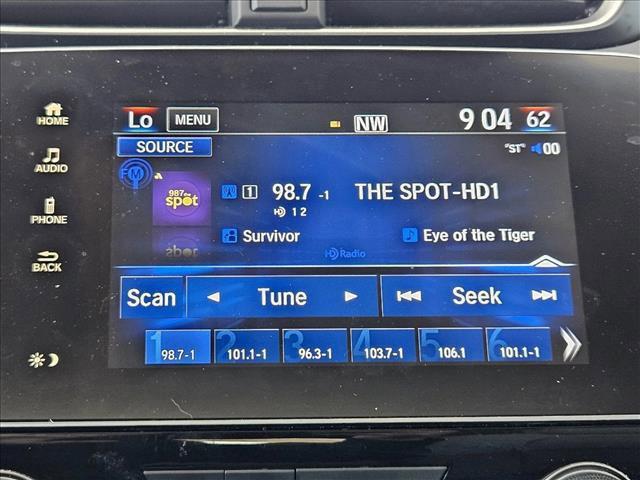 HOME
AUDIO
PHONE
BACK
Lo MENU NW 9 04 62
SOURCE "ST" 00
FM
987 the
spot
1 98.7 -1 THE SPOT-HD1
HD 1 2
Survivor Eye of the Tiger
HD Radio
Scan Tune Seek
1 98.7-1 2 101.1-1 3 96.3-1 4 103.7-1 5 106.1 6 101.1-1